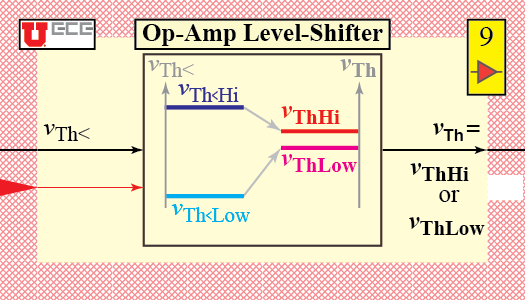 U ECE
Op-Amp Level-Shifter
9
vTh<
vTh
vTh<Hi
vThHi
vTh<
vTh=
vThLow
vThHi
or
vTh<Low
vThLow